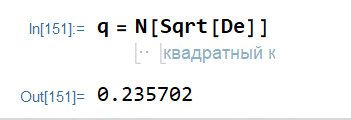 In[151]:= q = N[Sqrt[De]]
⌊·· ⌊квадратный к
Out[151]= 0.235702